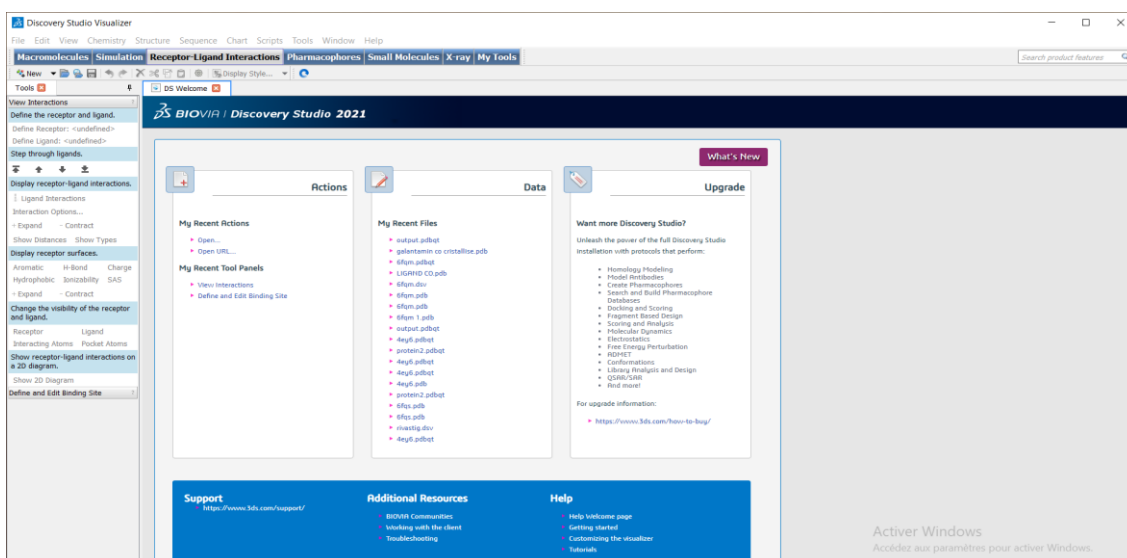 Discovery Studio Visualizer
File Edit View Chemistry Structure Sequence Chart Scripts Tools Window Help
Macromolecules Simulation Receptor-Ligand Interactions Pharmacophores Small Molecules X-ray My Tools
Search product features
New Display Style...
Tools DS Welcome
View Interactions
Define the receptor and ligand.
Define Receptor: <undefined>
Define Ligand: <undefined>
Step through ligands.
Display receptor-ligand interactions.
Ligand Interactions
Interaction Options...
+ Expand - Contract
Show Distances Show Types
Display receptor surfaces.
Aromatic H-Bond Charge
Hydrophobic Ionizability SAS
+ Expand - Contract
Change the visibility of the receptor
and ligand.
Receptor Ligand
Interacting Atoms Pocket Atoms
Show receptor-ligand interactions on
a 2D diagram.
Show 2D Diagram
Define and Edit Binding Site
3DS BIOVIA | Discovery Studio 2021
What's New
Actions
My Recent Actions
Open...
Open URL...
My Recent Tool Panels
View Interactions
Define and Edit Binding Site
Data
My Recent Files
output.pdbqt
galantamin co cristallise.pdb
6fqm.pdbqt
LIGAND CO.pdb
6fqm.dsv
6fqm.pdb
6fqm.pdb
6fqm 1.pdb
output.pdbqt
4ey6.pdbqt
protein2.pdbqt
4ey6.pdbqt
4ey6.pdbqt
4ey6.pdb
protein2.pdbqt
6fqs.pdb
6fqs.pdb
rivastig.dsv
4ey6.pdbqt
Upgrade
Want more Discovery Studio?
Unleash the power of the full Discovery Studio
installation with protocols that perform:
Homology Modeling
Model Antibodies
Create Pharmacophores
Search and Build Pharmacophore
Databases
Docking and Scoring
Fragment Based Design
Scoring and Analysis
Molecular Dynamics
Electrostatics
Free Energy Perturbation
ADMET
Conformations
Library Analysis and Design
QSAR/SAR
And more!
For upgrade information:
https://www.3ds.com/how-to-buy/
Support
https://www.3ds.com/support/
Additional Resources
BIOVIA Communities
Working with the client
Troubleshooting
Help
Help Welcome page
Getting started
Customizing the visualizer
Tutorials
Activer Windows
Accédez aux paramètres pour activer Windows.